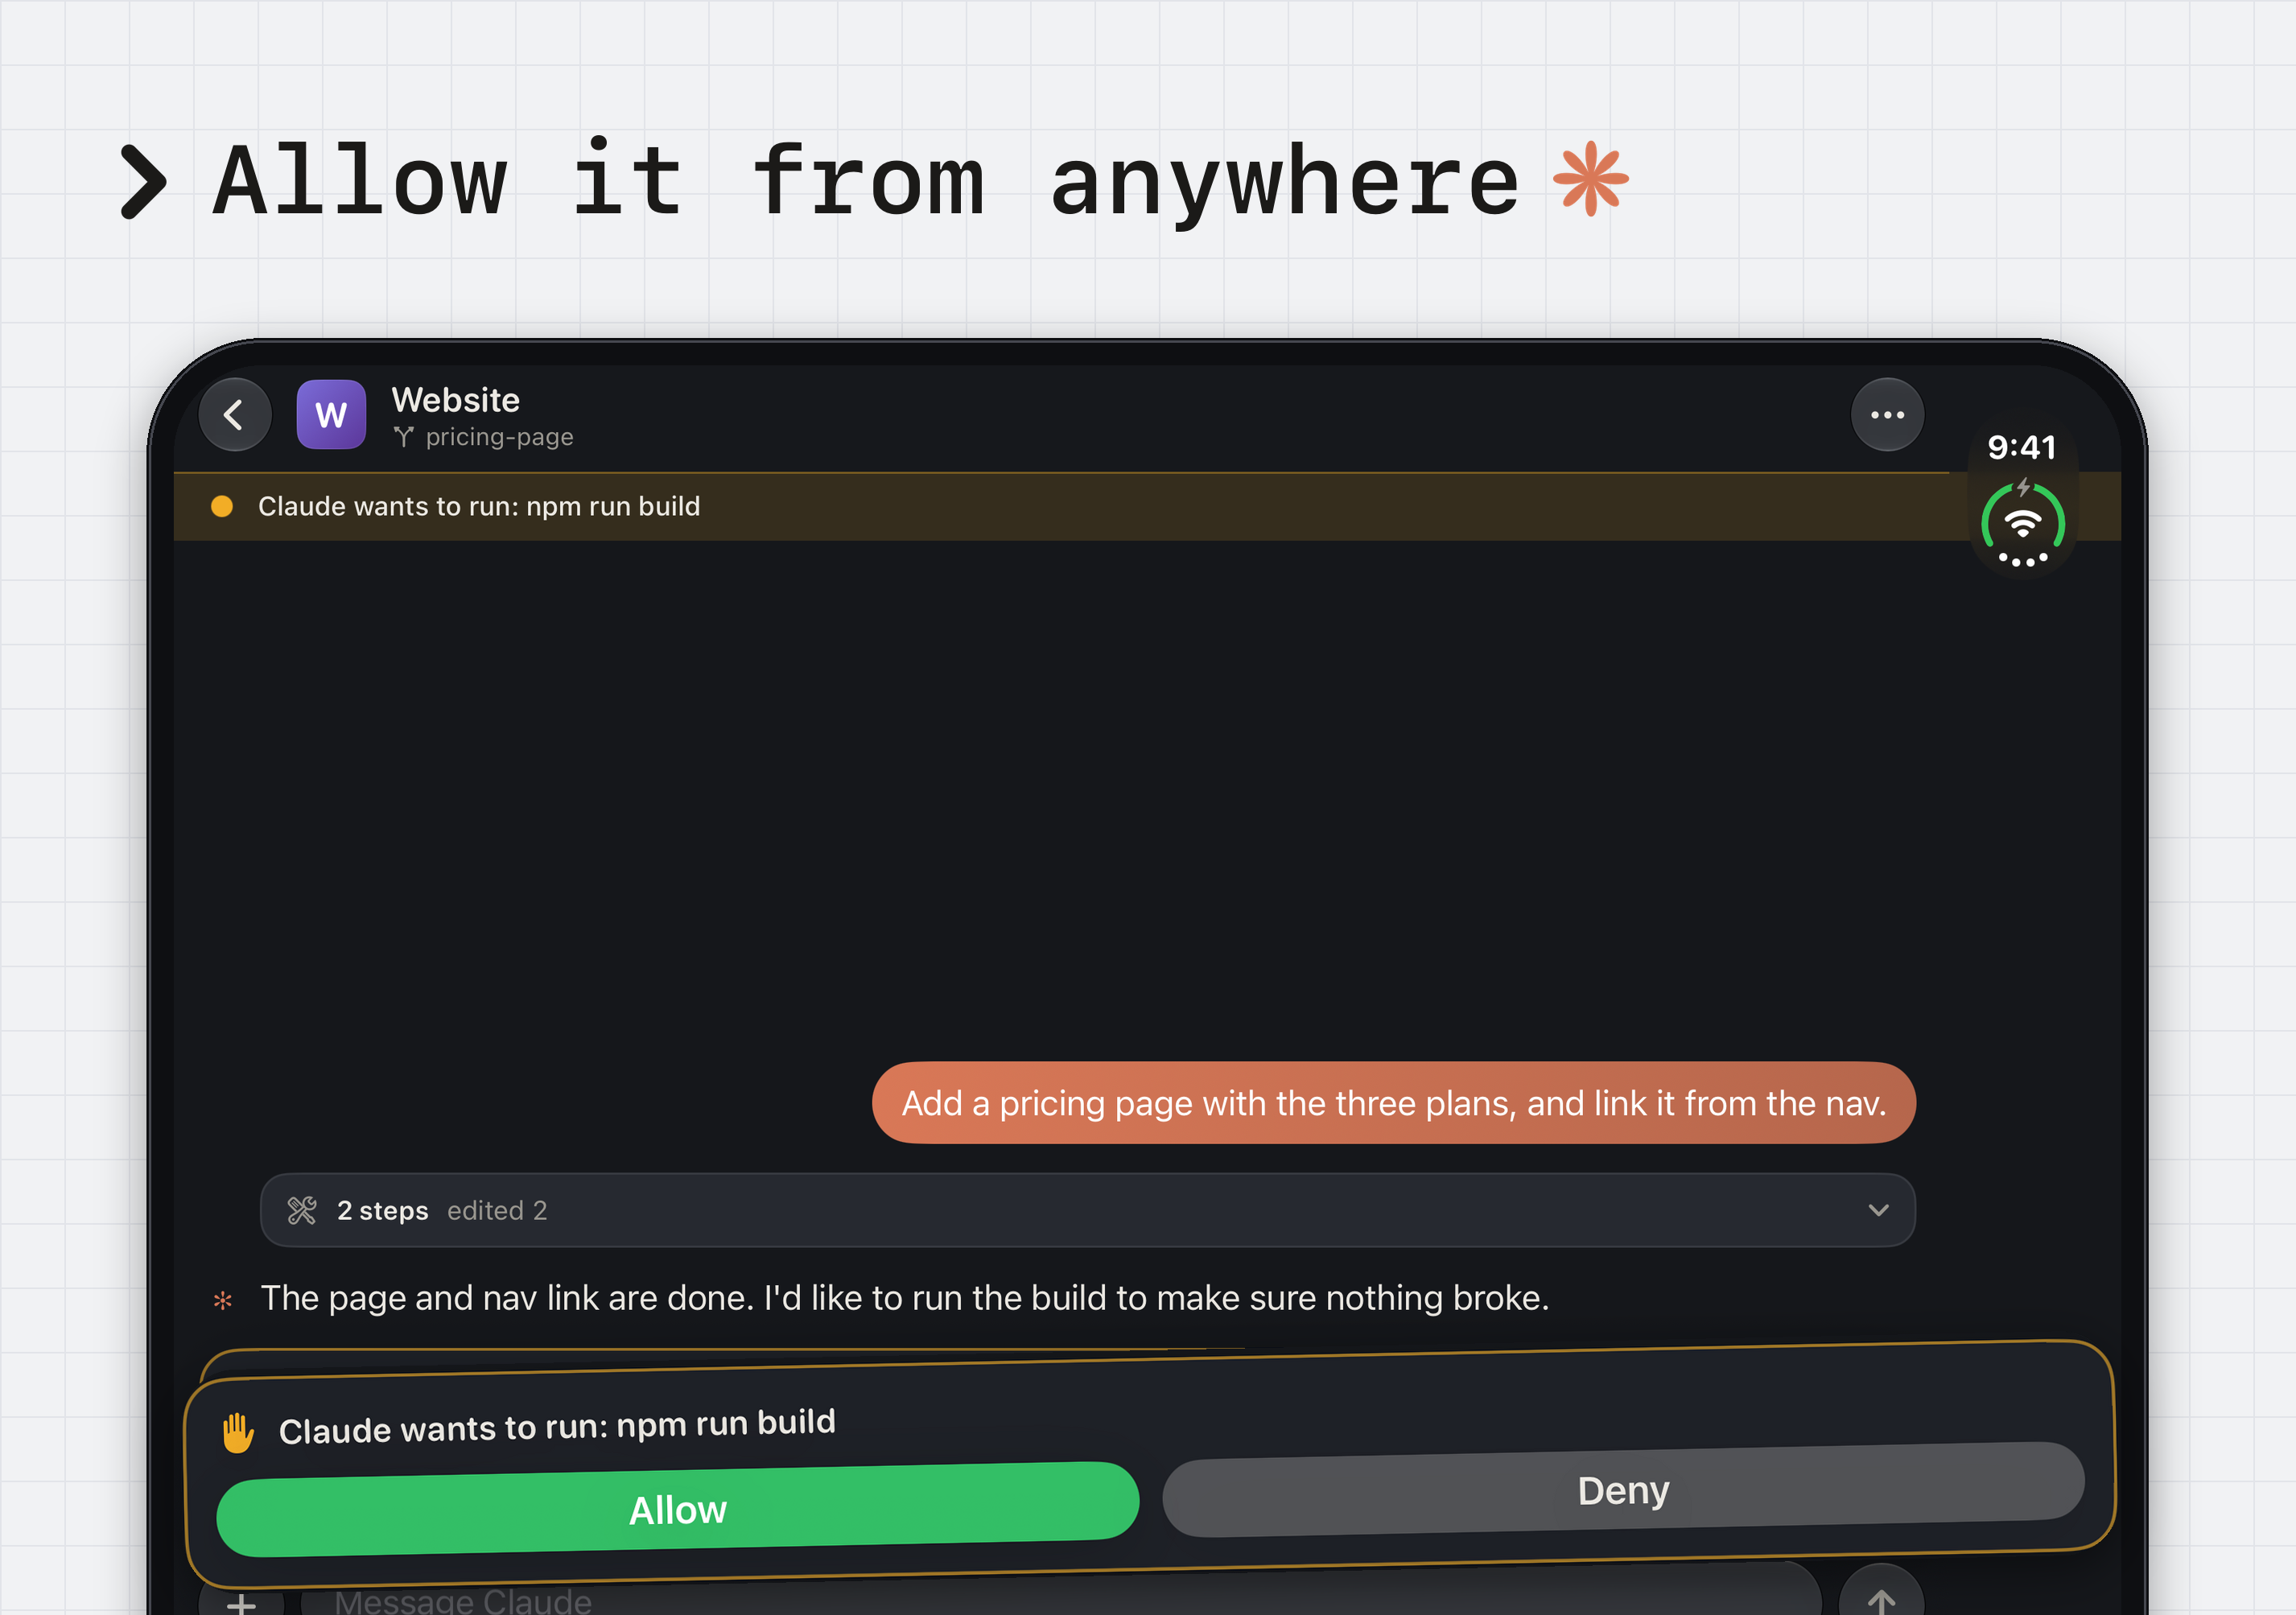 Allow it from anywhere
W
Website
pricing-page
9:41
Claude wants to run: npm run build
Add a pricing page with the three plans, and link it from the nav.
2 steps edited 2
The page and nav link are done. I'd like to run the build to make sure nothing broke.
Claude wants to run: npm run build
Allow
Deny
Message Claude